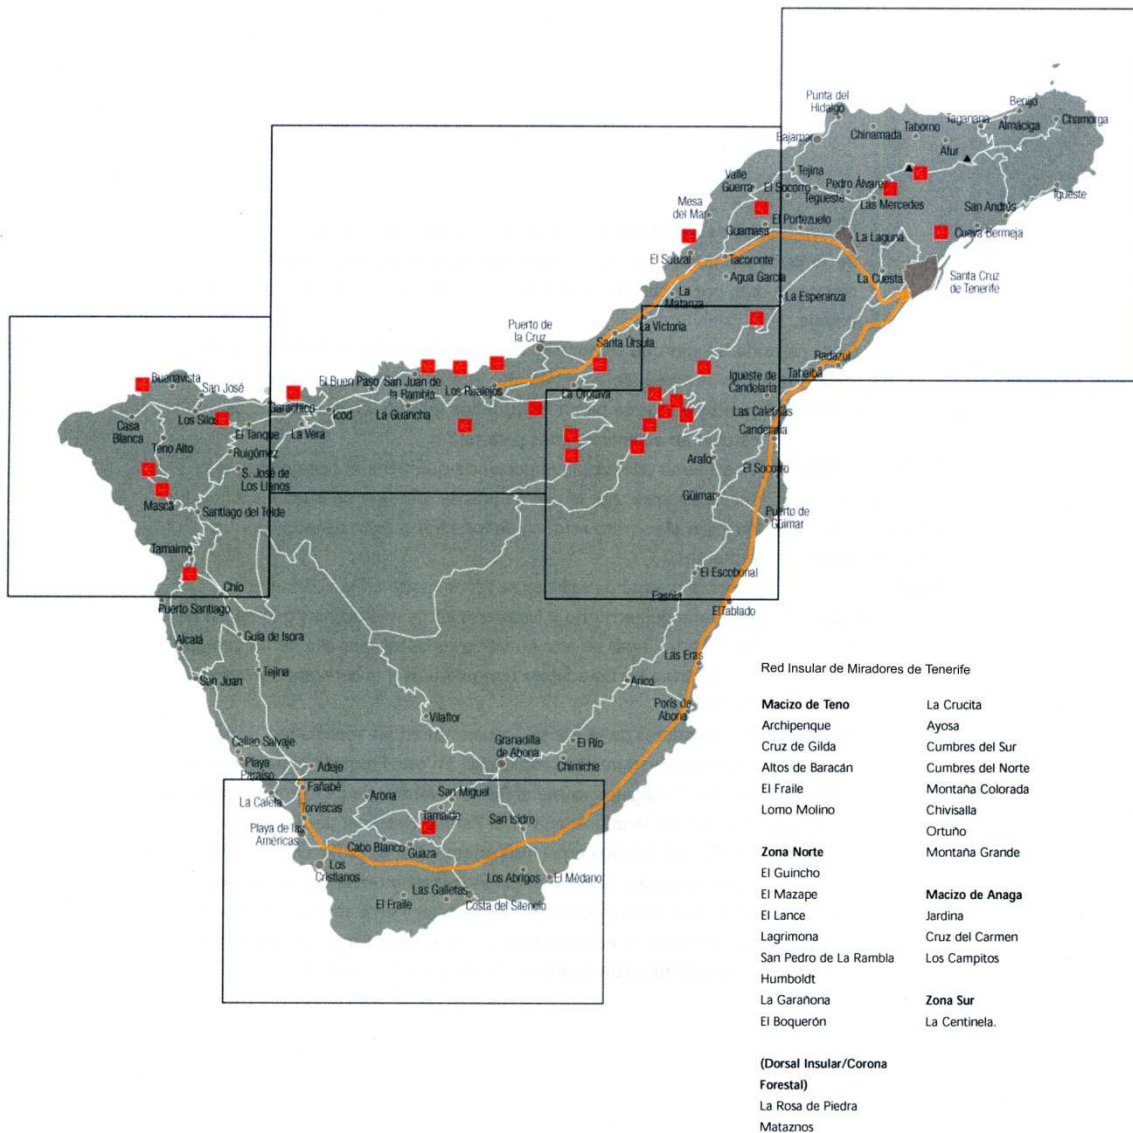 Punta del
Hidalgo
Benijo
Taganana
Almáciga
Chamorga
Chinamada
Taborno
Afur
Bajamar
Tejina
Valle
Guerra
El Socorro
Pedro Álvarez
Tegueste
Las Mercedes
Igueste
San Andrés
Mesa
del Mar
Guamasa
El Portezuelo
La Laguna
Cueva Bermeja
El Sauzal
Tacoronte
Agua García
La Cuesta
Santa Cruz
de Tenerife
La
Matanza
La Esperanza
Puerto de
la Cruz
La Victoria
Santa Úrsula
Radazul
Tabaiba
Buenavista
San José
El Buen Paso
San Juan de
la Rambla
Los Realejos
La Orotava
Igueste de
Candelaria
Garachico
Icod
La Guancha
Las Caletillas
Casa
Blanca
Los Silos
El Tanque
La Vera
Candelaria
Teno Alto
Ruigómez
S. José de
Los Llanos
Arafo
El Socorro
Masca
Santiago del Teide
Güimar
Puerto de
Güimar
Tamaimo
Chío
El Escobonal
Fasnia
Puerto Santiago
El Tablado
Alcalá
Guía de Isora
Tejina
San Juan
Las Eras
Arico
Porís de
Abona
Vilaflor
Callao Salvaje
Playa
Paraíso
Granadilla
de Abona
El Río
Chimiche
Adeje
La Caleta
Fañabé
Arona
San Miguel
Torviscas
Tamaide
San Isidro
Playa de las
Américas
Cabo Blanco
Guaza
Los
Cristianos
Los Abrigos
El Médano
Las Galletas
El Fraile
Costa del Silencio
Red Insular de Miradores de Tenerife
Macizo de Teno
Archipenque
Cruz de Gilda
Altos de Baracán
El Fraile
Lomo Molino
Zona Norte
El Guincho
El Mazape
El Lance
Lagrimona
San Pedro de La Rambla
Humboldt
La Garañona
El Boquerón
(Dorsal Insular/Corona
Forestal)
La Rosa de Piedra
Mataznos
La Crucita
Ayosa
Cumbres del Sur
Cumbres del Norte
Montaña Colorada
Chivisalla
Ortuño
Montaña Grande
Macizo de Anaga
Jardina
Cruz del Carmen
Los Campitos
Zona Sur
La Centinela.